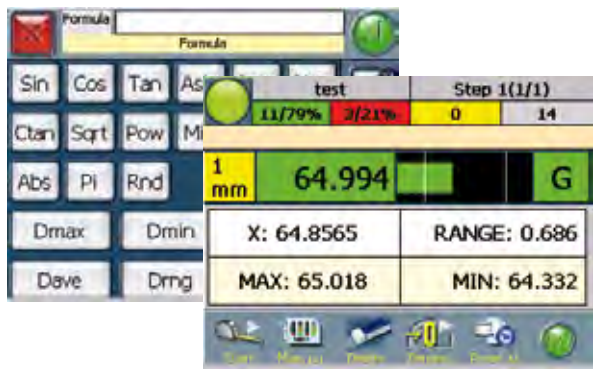 Formula
Formula
Sin Cos Tan As
Ctan Sqrt Pow Mi
Abs Pi Rnd
Dmax Dmin
Dave Drng
test Step 1(1/1)
11/79% 3/21% 0 14
1 mm 64.994 G
X: 64.8565 RANGE: 0.686
MAX: 65.018 MIN: 64.332